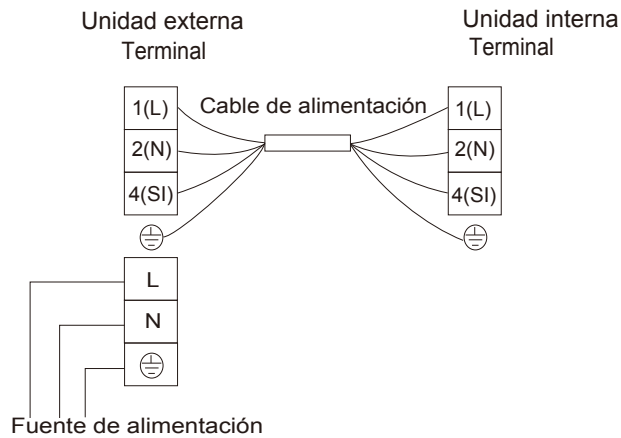 Unidad externa
Terminal
Unidad interna
Terminal
Cable de alimentación
1(L)
2(N)
4(SI)
1(L)
2(N)
4(SI)
L
N
Fuente de alimentación